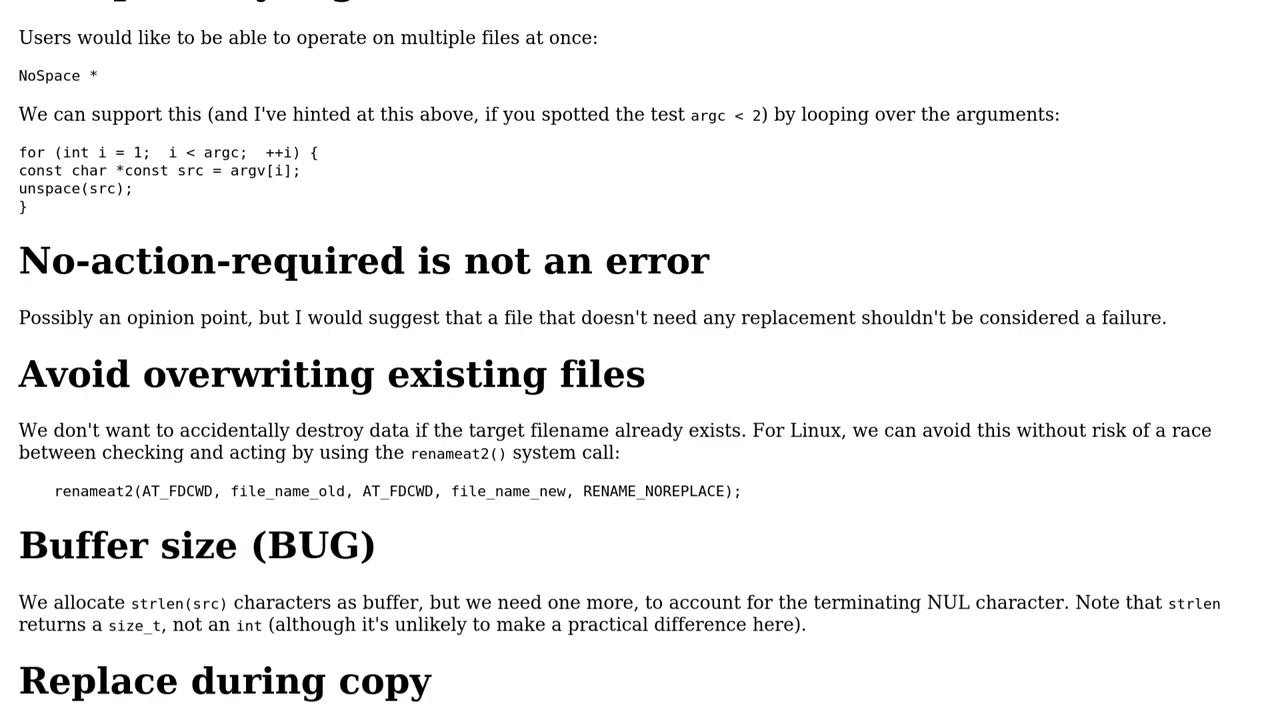 Users would like to be able to operate on multiple files at once:
NoSpace *
We can support this (and I've hinted at this above, if you spotted the test argc < 2) by looping over the arguments:
for (int i = 1;  i < argc;  ++i) {
const char *const src = argv[i];
unspace(src);
}
No-action-required is not an error
Possibly an opinion point, but I would suggest that a file that doesn't need any replacement shouldn't be considered a failure.
Avoid overwriting existing files
We don't want to accidentally destroy data if the target filename already exists. For Linux, we can avoid this without risk of a race
between checking and acting by using the renameat2() system call:
    renameat2(AT_FDCWD, file_name_old, AT_FDCWD, file_name_new, RENAME_NOREPLACE);
Buffer size (BUG)
We allocate strlen(src) characters as buffer, but we need one more, to account for the terminating NUL character. Note that strlen
returns a size_t, not an int (although it's unlikely to make a practical difference here).
Replace during copy